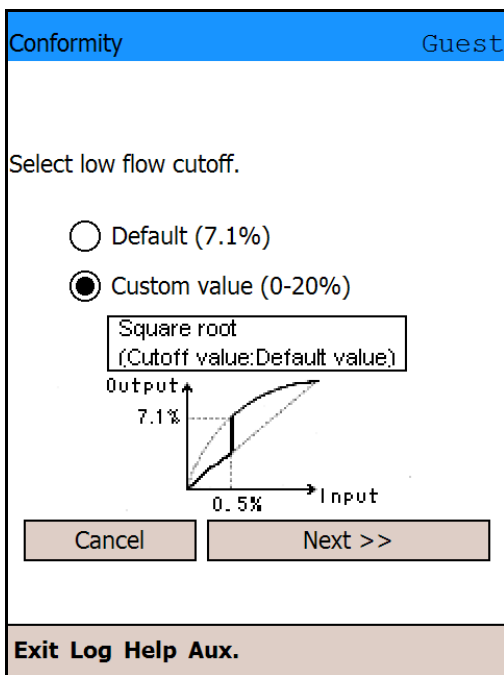 Conformity Guest
Select low flow cutoff.
Default (7.1%)
Custom value (0-20%)
Square root
(Cutoff value:Default value)
Output
7.1%
0.5%
Input
Cancel
Next >>
Exit Log Help Aux.